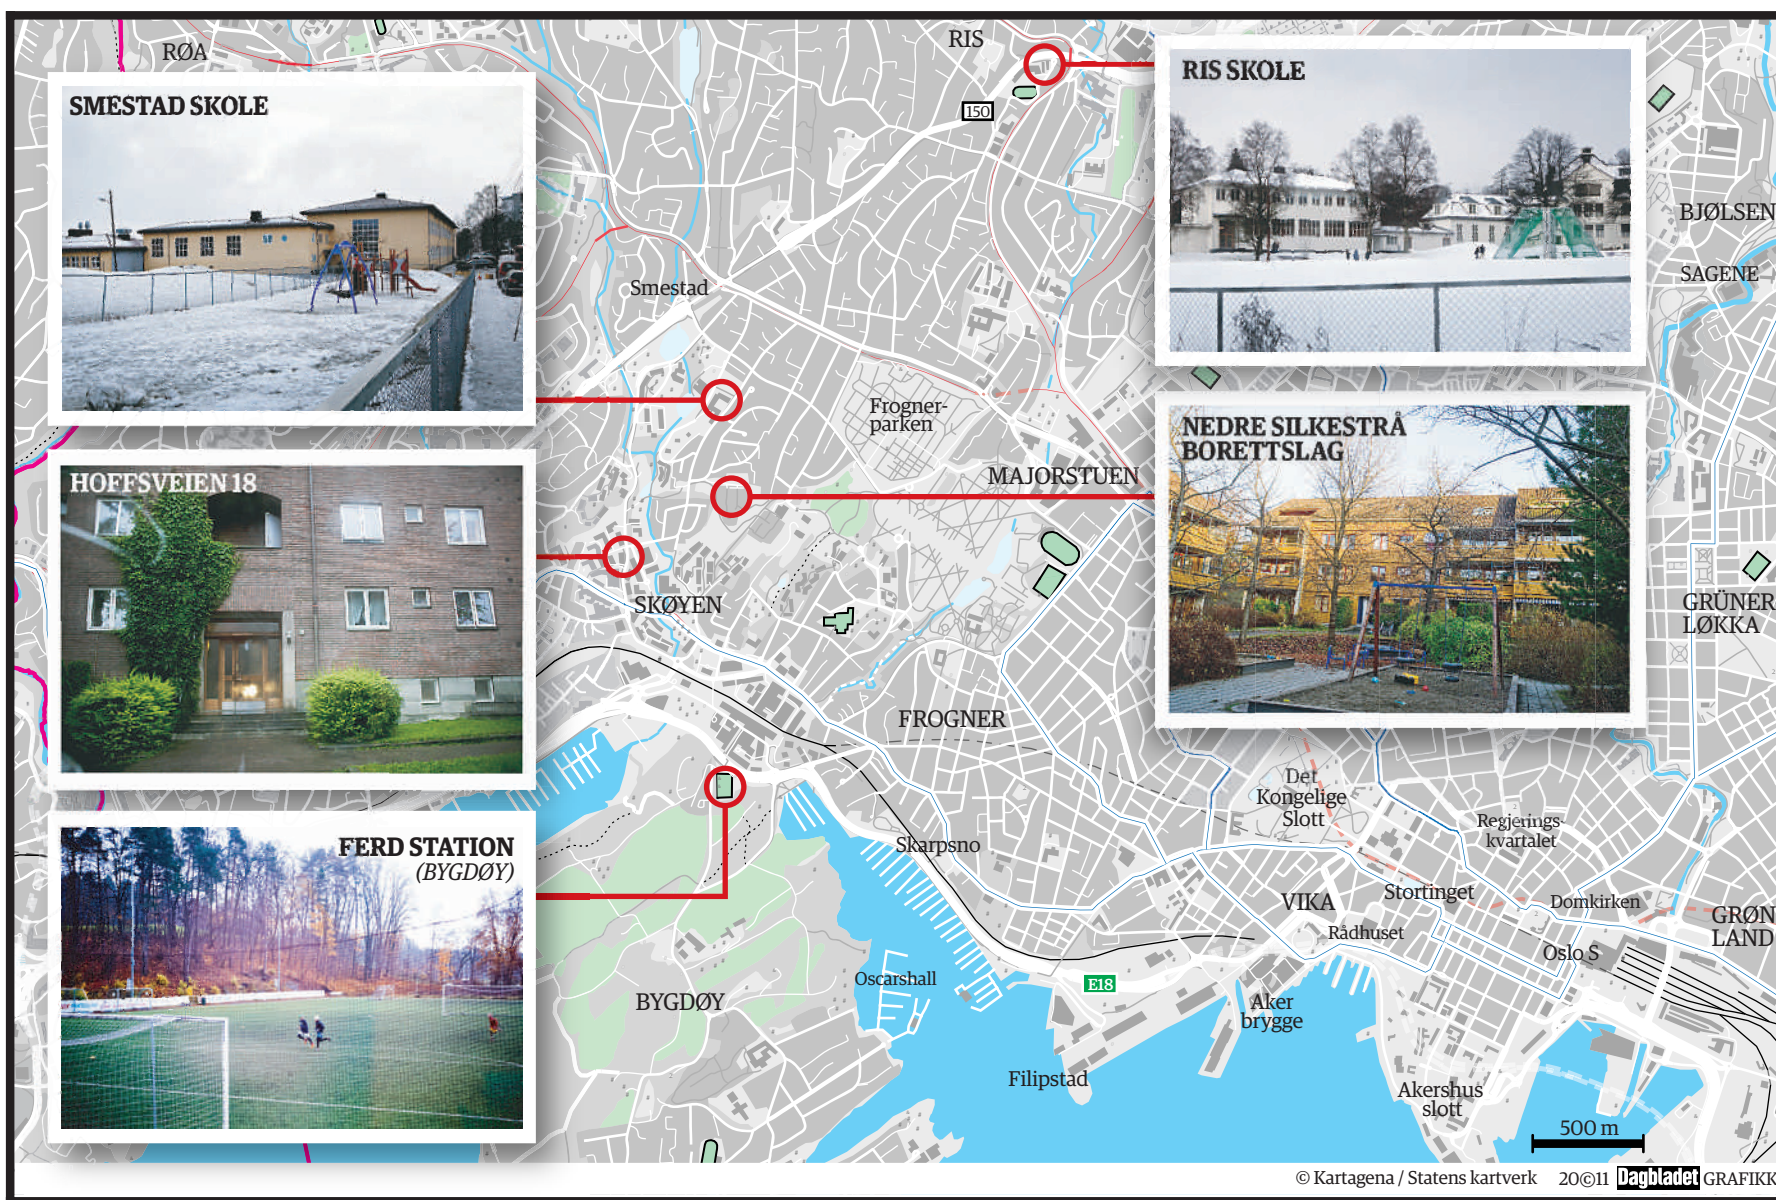 RØA
RIS
SMESTAD SKOLE
RIS SKOLE
150
BJØLSEN
SAGENE
Smestad
Frogner-
parken
MAJORSTUEN
NEDRE SILKESTRÅ
BORETTSLAG
HOFFSVEIEN 18
SKØYEN
GRÜNER
LØKKA
FROGNER
Det
Kongelige
Slott
Regjerings-
kvartalet
FERD STATION
(BYGDØY)
Skarpsno
VIKA
Stortinget
Domkirken
GRØN
LAND
Rådhuset
Oslo S
Oscarshall
E18
BYGDØY
Aker
brygge
Filipstad
Akershus
slott
500 m
© Kartagena / Statens kartverk 20©11 Dagbladet GRAFIKK